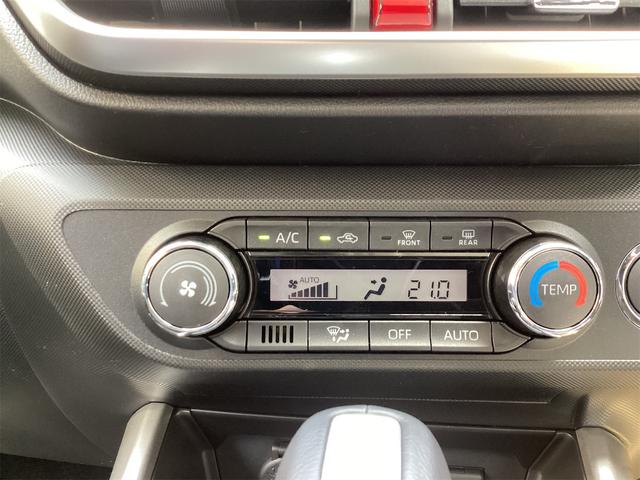 A/C
FRONT
REAR
AUTO
21.0
TEMP
OFF
AUTO